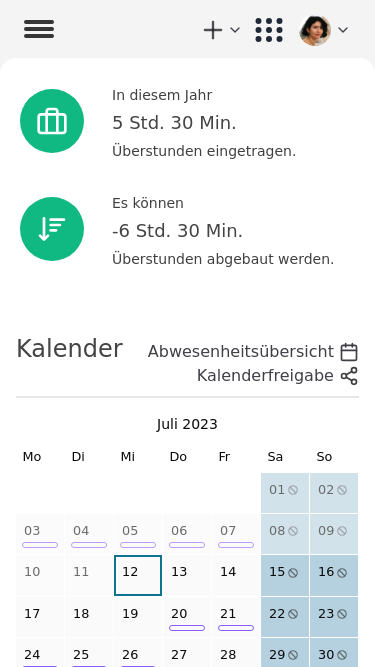 In diesem Jahr
5 Std. 30 Min.
Überstunden eingetragen.
Es können
-6 Std. 30 Min.
Überstunden abgebaut werden.
Kalender
Abwesenheitsübersicht
Kalenderfreigabe
Juli 2023
Mo Di Mi Do Fr Sa So
01 02
03 04 05 06 07 08 09
10 11 12 13 14 15 16
17 18 19 20 21 22 23
24 25 26 27 28 29 30